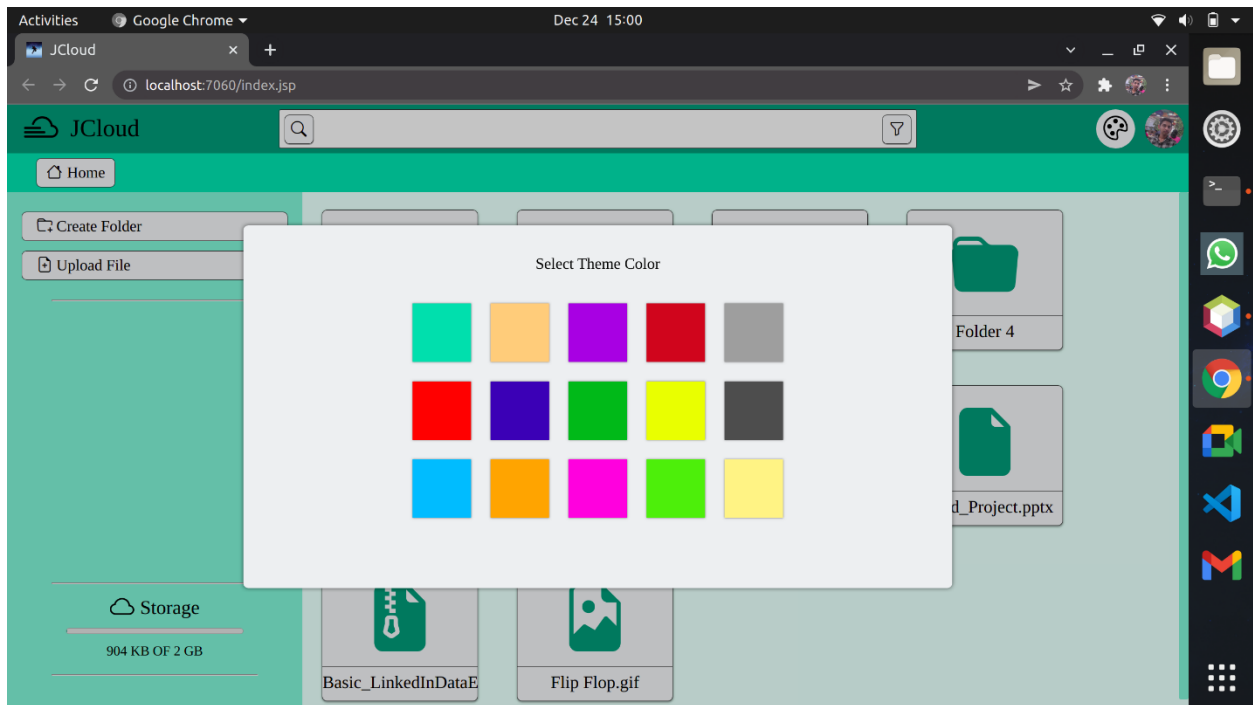 Activities
Google Chrome
Dec 24 15:00
JCloud
localhost:7060/index.jsp
JCloud
Home
Create Folder
Upload File
Select Theme Color
Folder 4
d_Project.pptx
Storage
904 KB OF 2 GB
Basic_LinkedInDataE
Flip Flop.gif